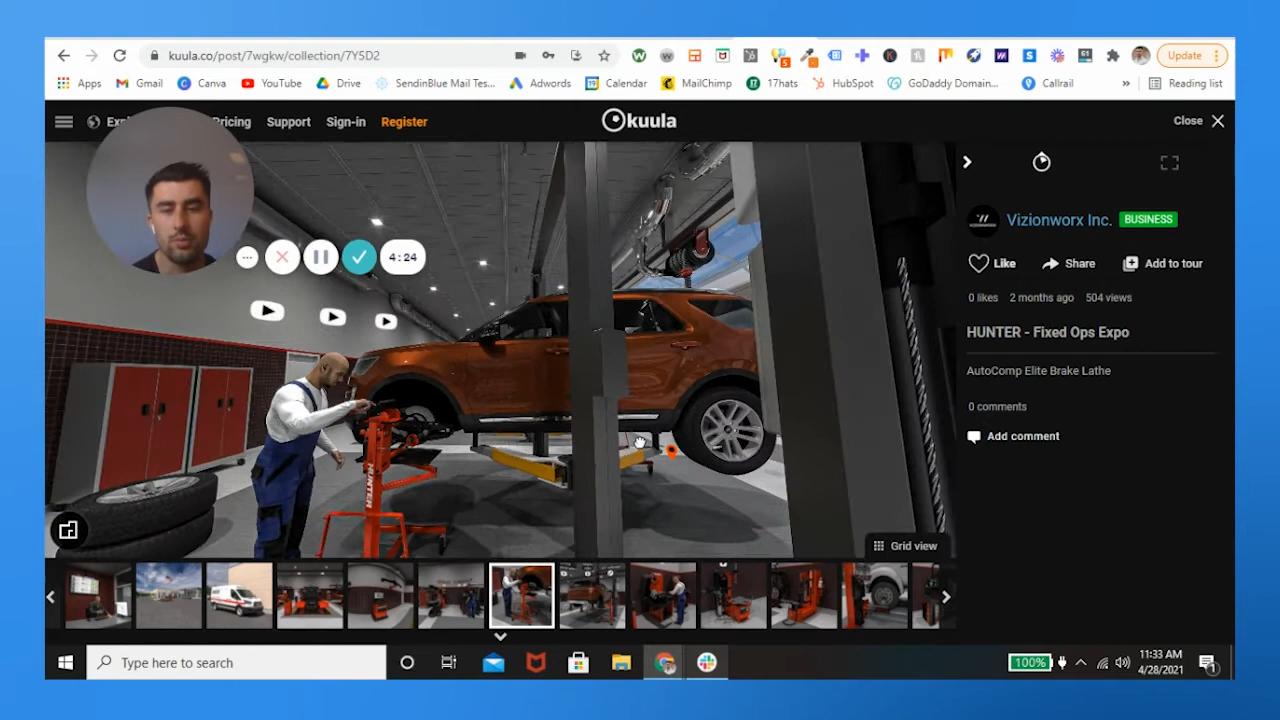 kuula.co/post/7wgkw/collection/7Y5D2
Update
Apps Gmail Canva YouTube Drive SendinBlue Mail Tes... Adwords Calendar MailChimp 17hats HubSpot GoDaddy Domain... Callrail » Reading list
Pricing Support Sign-in Register kuula Close
4:24
Vizionworx Inc. BUSINESS
Like Share Add to tour
0 likes 2 months ago 504 views
HUNTER - Fixed Ops Expo
AutoComp Elite Brake Lathe
0 comments
Add comment
HUNTER
Grid view
Type here to search
100%
11:33 AM
4/28/2021